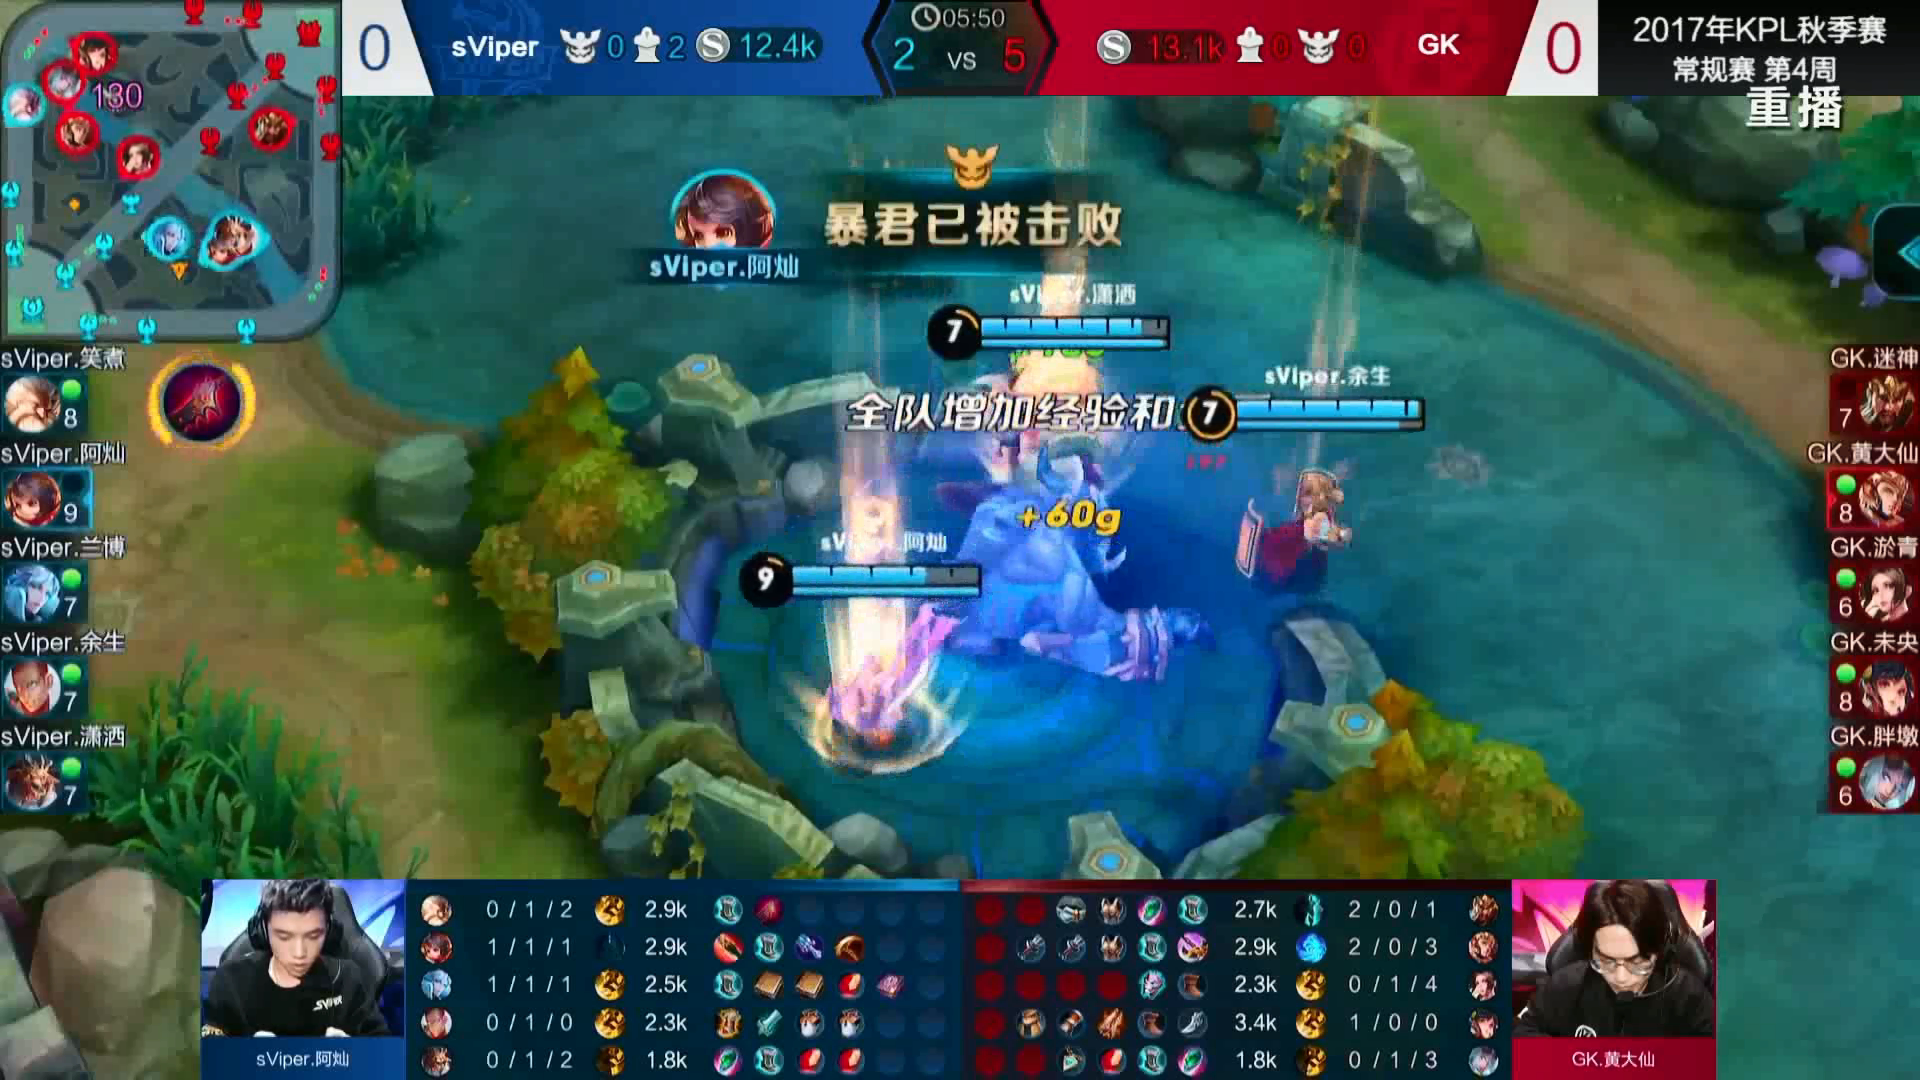 0
sViper
0
2
12.4k
05:50
2
VS
5
13.1k
0
0
GK
0
2017年KPL秋季赛
常规赛 第4周
重播
130
暴君已被击败
sViper.阿灿
7
sViper.余生
全队增加经验和
7
+60g
9
sViper.笑煮
8
sViper.阿灿
9
sViper.兰博
7
sViper.余生
7
sViper.潇洒
7
GK.迷神
7
GK.黄大仙
8
GK.淤青
6
GK.未央
8
GK.胖墩
6
0 / 1 / 2 2.9k 2.7k 2 / 0 / 1
1 / 1 / 1 2.9k 2.9k 2 / 0 / 3
1 / 1 / 1 2.5k 2.3k 0 / 1 / 4
0 / 1 / 0 2.3k 3.4k 1 / 0 / 0
0 / 1 / 2 1.8k 1.8k 0 / 1 / 3
sViper.阿灿
GK.黄大仙